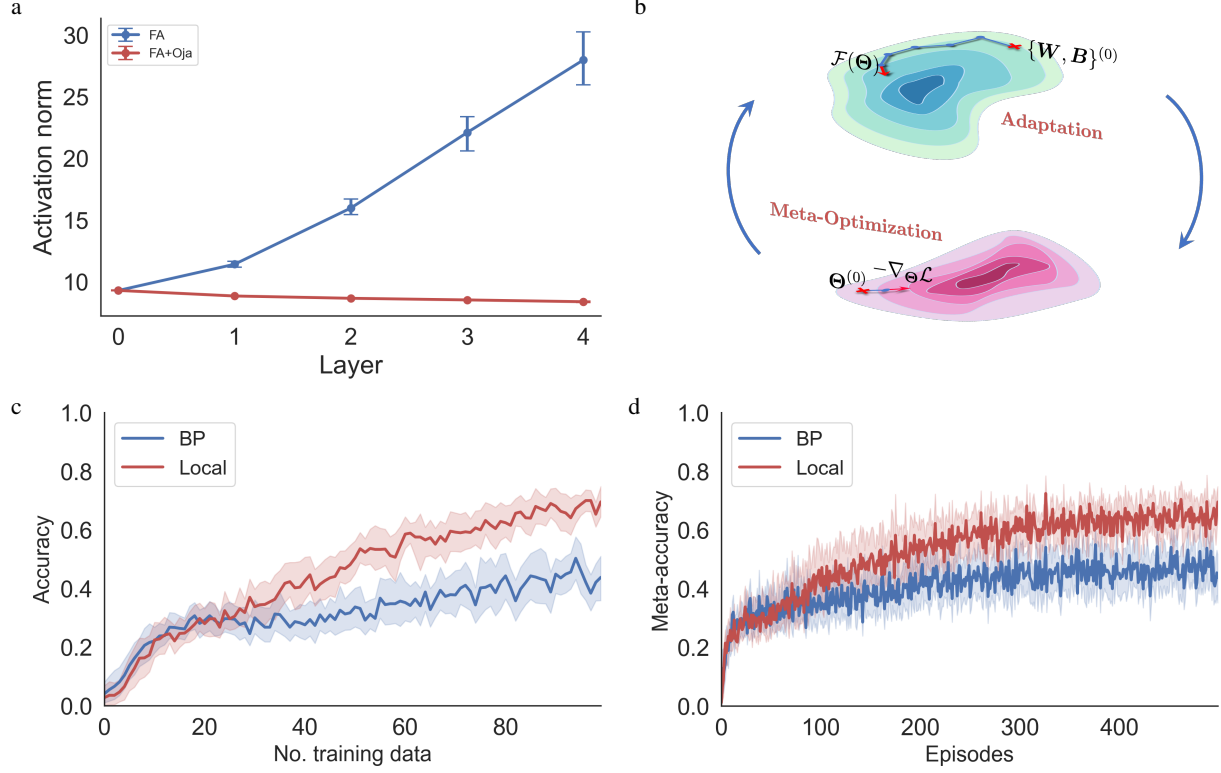 a
30
25
20
15
10
Activation norm
FA
FA+Oja
0 1 2 3 4
Layer
b
𝓕(Θ)
{W, B}⁽⁰⁾
Adaptation
Meta-Optimization
Θ⁽⁰⁾
−∇_Θ𝓛
c
1.0
0.8
0.6
0.4
0.2
0.0
Accuracy
BP
Local
0 20 40 60 80
No. training data
d
1.0
0.8
0.6
0.4
0.2
0.0
Meta-accuracy
BP
Local
0 100 200 300 400
Episodes